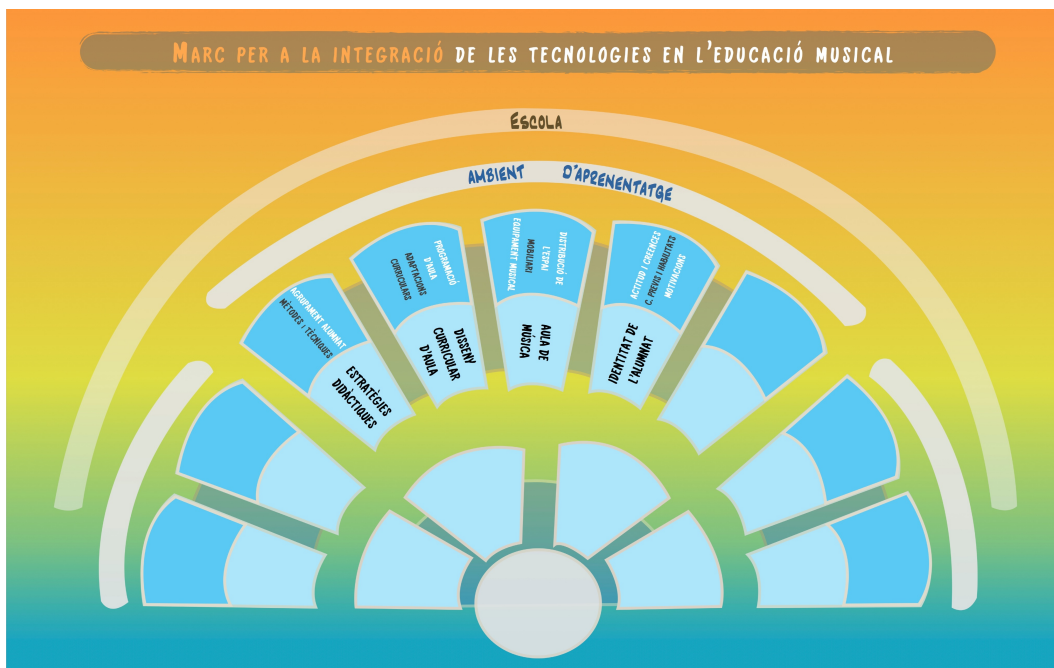 MARC PER A LA INTEGRACIÓ DE LES TECNOLOGIES EN L'EDUCACIÓ MUSICAL
ESCOLA
AMBIENT D'APRENENTATGE
AGRUPAMENT ALUMNAT
MÈTODES I TÈCNIQUES
ESTRATÈGIES
DIDÀCTIQUES
PROGRAMACIÓ
D'AULA
ADAPTACIONS
CURRICULARS
DISSENY
CURRICULAR
D'AULA
DISTRIBUCIÓ DE
L'ESPAI
MOBILIARI
EQUIPAMENT MUSICAL
AULA DE
MÚSICA
ACTITUD I CREENCES
C. PREVIS I HABILITATS
MOTIVACIONS
IDENTITAT DE
L'ALUMNAT